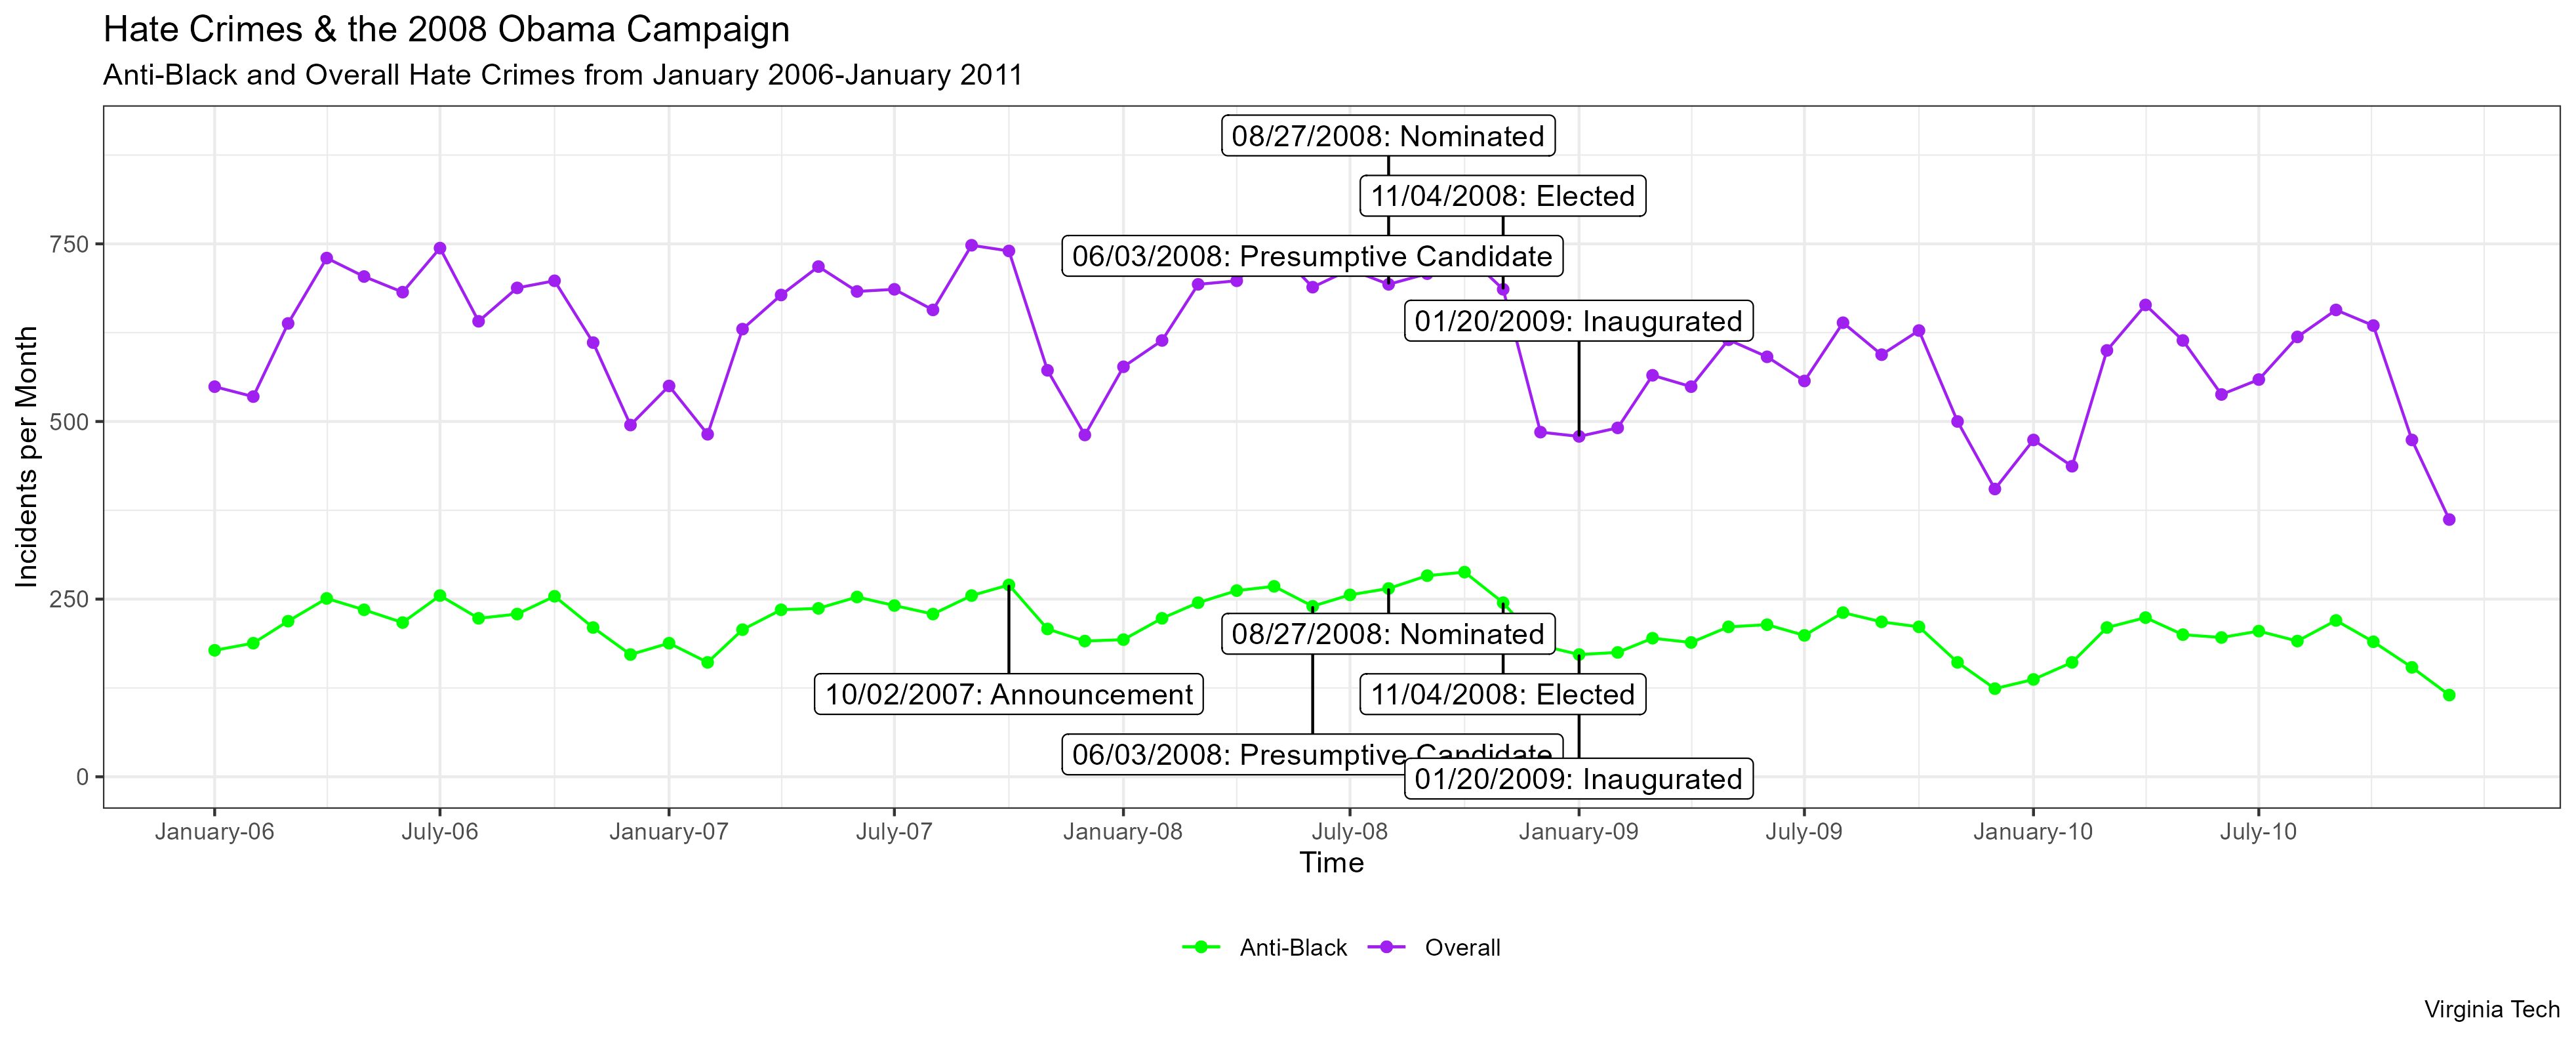 Hate Crimes & the 2008 Obama Campaign
Anti-Black and Overall Hate Crimes from January 2006-January 2011
08/27/2008: Nominated
11/04/2008: Elected
06/03/2008: Presumptive Candidate
01/20/2009: Inaugurated
08/27/2008: Nominated
10/02/2007: Announcement
11/04/2008: Elected
06/03/2008: Presumptive Candidate
01/20/2009: Inaugurated
Incidents per Month
750
500
250
0
January-06 July-06 January-07 July-07 January-08 July-08 January-09 July-09 January-10 July-10
Time
Anti-Black Overall
Virginia Tech